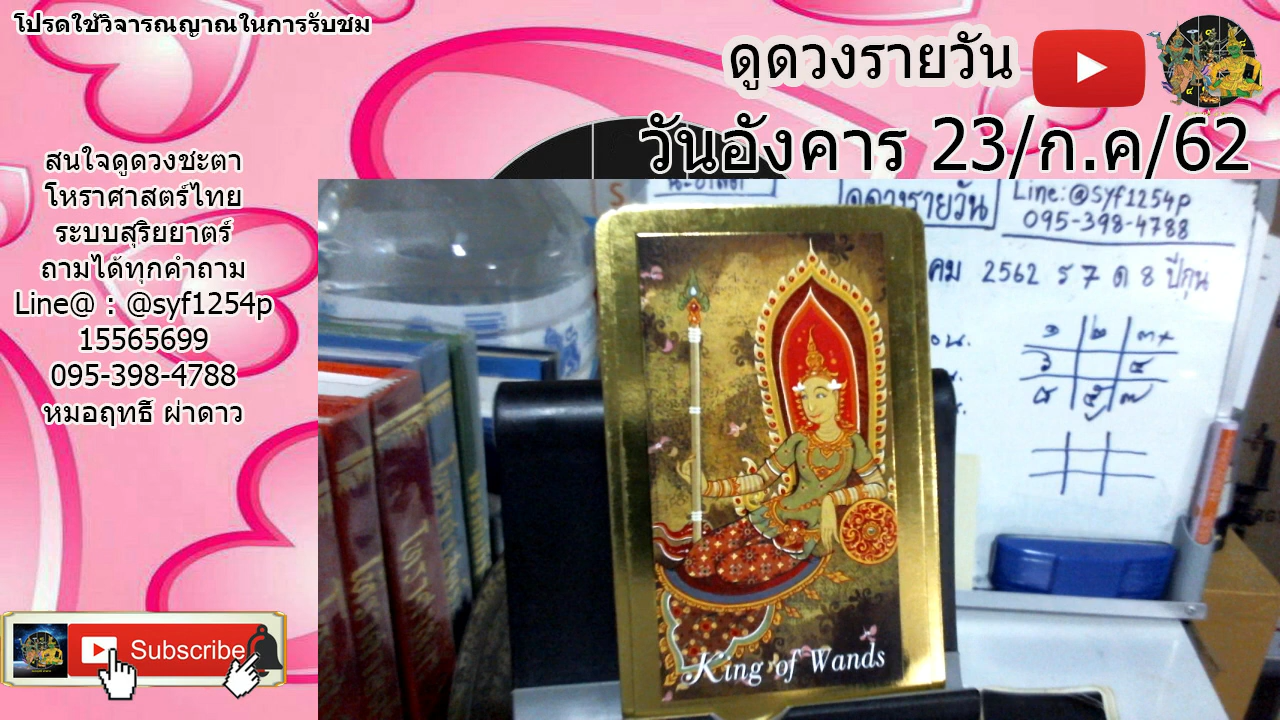 โปรดใช้วิจารณญาณในการรับชม
ดูดวงรายวัน
วันอังคาร 23/ก.ค/62
สนใจดูดวงชะตา
โหราศาสตร์ไทย
ระบบสุริยยาตร์
ถามได้ทุกคำถาม
Line@ : @syf1254p
15565699
095-398-4788
หมอฤทธิ์ ผ่าดาว
Subscribe
ดูดวงรายวัน
Line:@syf1254p
095-398-4788
คม 2562 ร 7 ด 8 ปีกุน
King of Wands